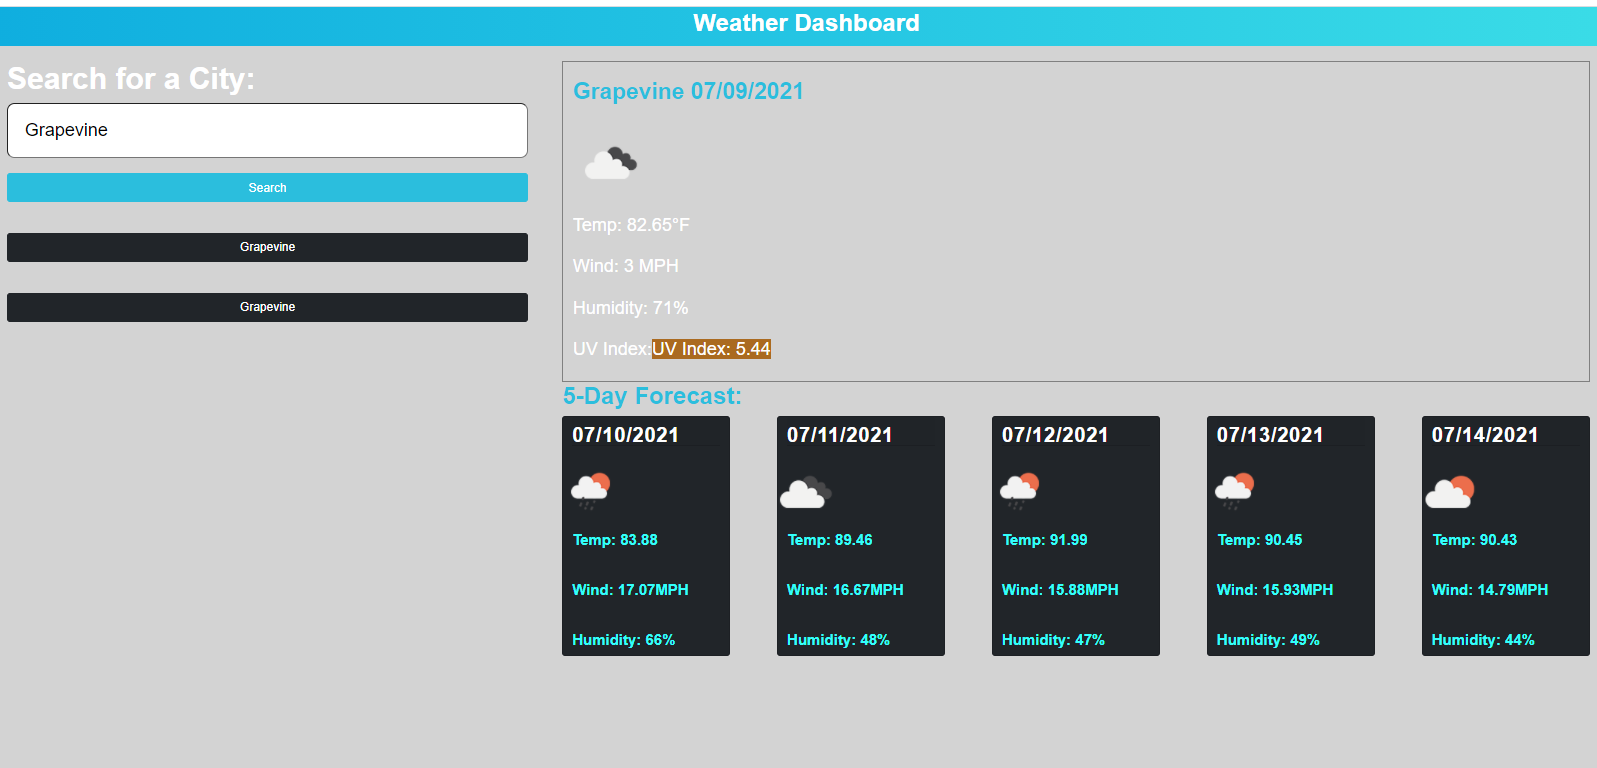 Weather Dashboard
Search for a City:
Grapevine
Search
Grapevine
Grapevine
Grapevine 07/09/2021
Temp: 82.65°F
Wind: 3 MPH
Humidity: 71%
UV Index:UV Index: 5.44
5-Day Forecast:
07/10/2021
Temp: 83.88
Wind: 17.07MPH
Humidity: 66%
07/11/2021
Temp: 89.46
Wind: 16.67MPH
Humidity: 48%
07/12/2021
Temp: 91.99
Wind: 15.88MPH
Humidity: 47%
07/13/2021
Temp: 90.45
Wind: 15.93MPH
Humidity: 49%
07/14/2021
Temp: 90.43
Wind: 14.79MPH
Humidity: 44%